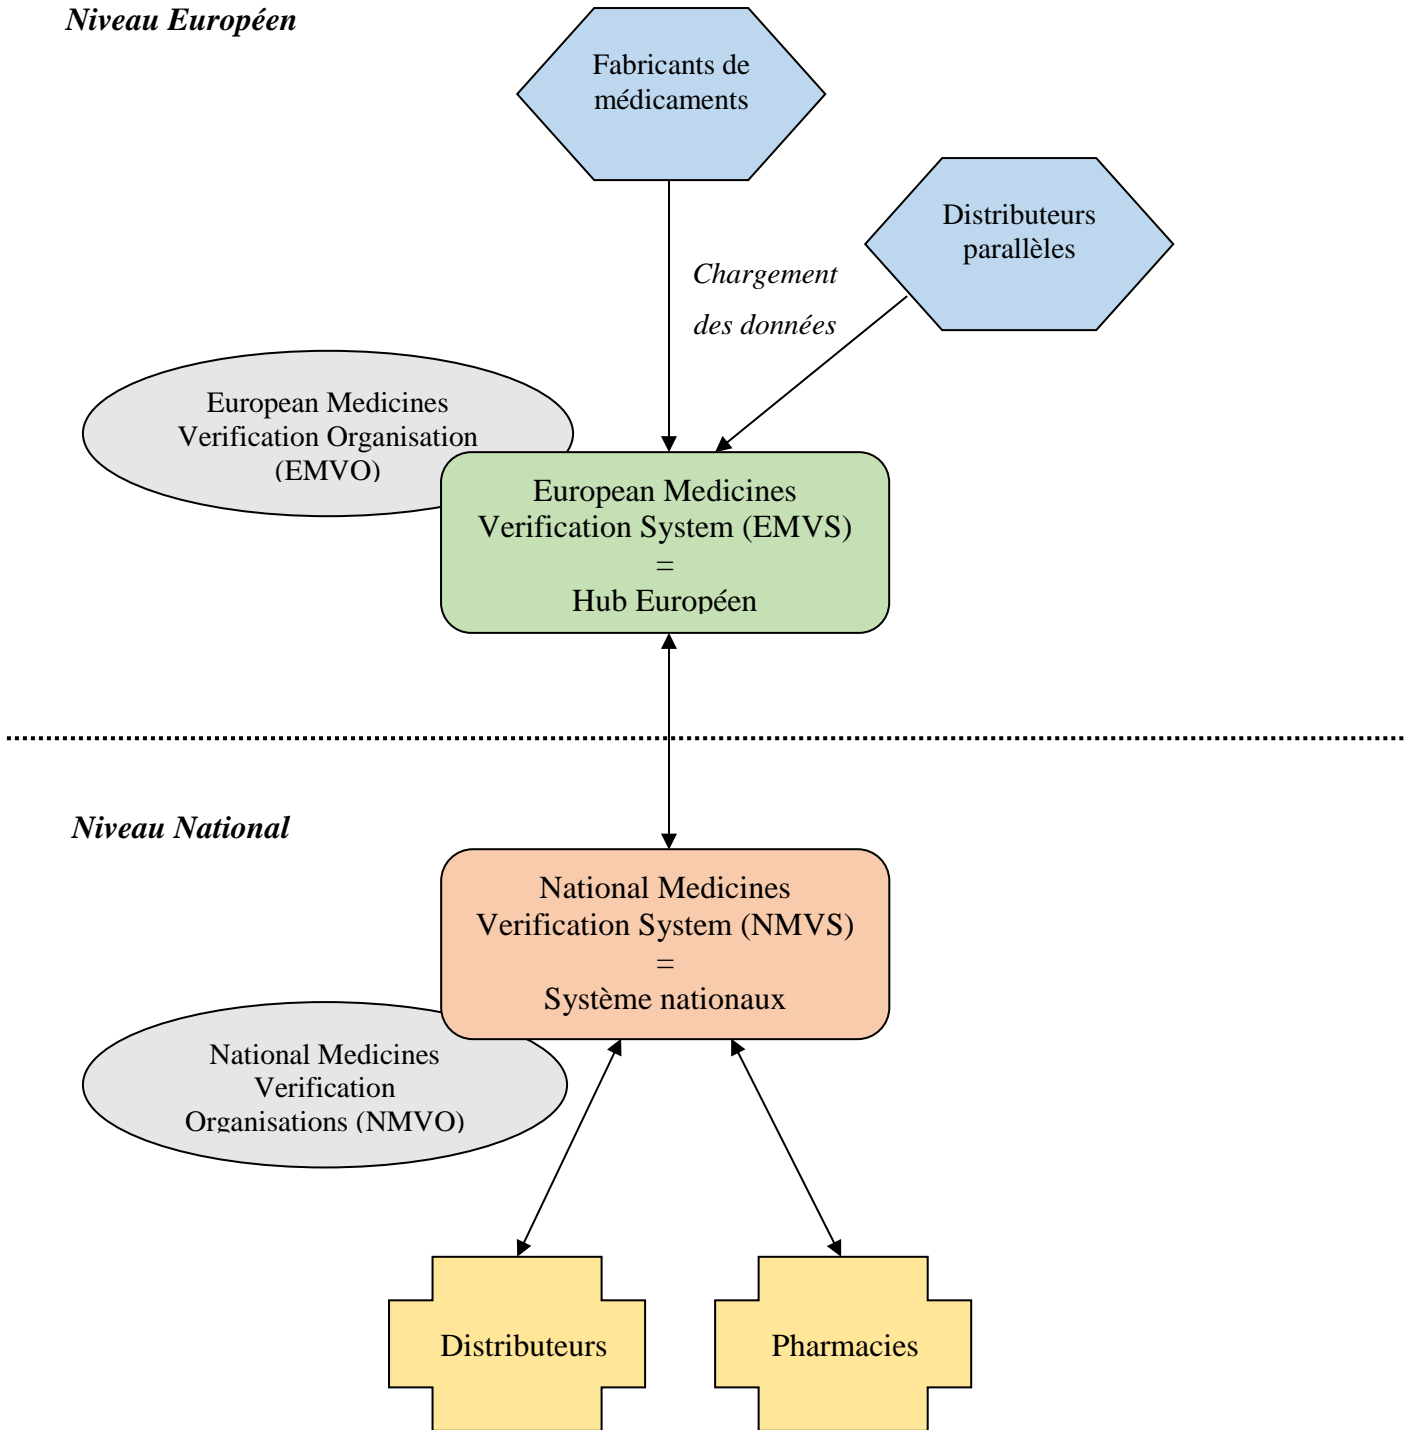 Niveau Européen
Fabricants de
médicaments
Distributeurs
parallèles
Chargement
des données
European Medicines
Verification Organisation
(EMVO)
European Medicines
Verification System (EMVS)
=
Hub Européen
Niveau National
National Medicines
Verification System (NMVS)
=
Système nationaux
National Medicines
Verification
Organisations (NMVO)
Distributeurs
Pharmacies